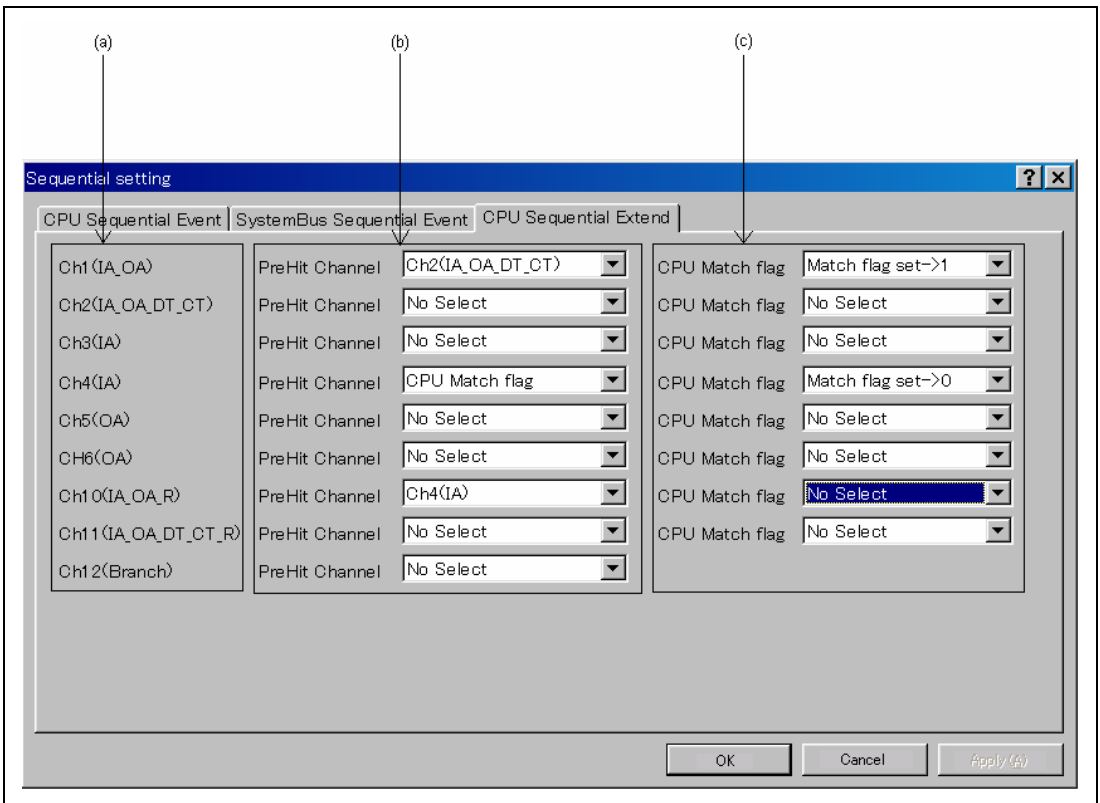 (a) (b) (c)
Sequential setting
CPU Sequential Event SystemBus Sequential Event CPU Sequential Extend
Ch1(IA_OA) PreHit Channel Ch2(IA_OA_DT_CT) CPU Match flag Match flag set->1
Ch2(IA_OA_DT_CT) PreHit Channel No Select CPU Match flag No Select
Ch3(IA) PreHit Channel No Select CPU Match flag No Select
Ch4(IA) PreHit Channel CPU Match flag CPU Match flag Match flag set->0
Ch5(OA) PreHit Channel No Select CPU Match flag No Select
CH6(OA) PreHit Channel No Select CPU Match flag No Select
Ch10(IA_OA_R) PreHit Channel Ch4(IA) CPU Match flag No Select
Ch11(IA_OA_DT_CT_R) PreHit Channel No Select CPU Match flag No Select
Ch12(Branch) PreHit Channel No Select
OK Cancel Apply(A)